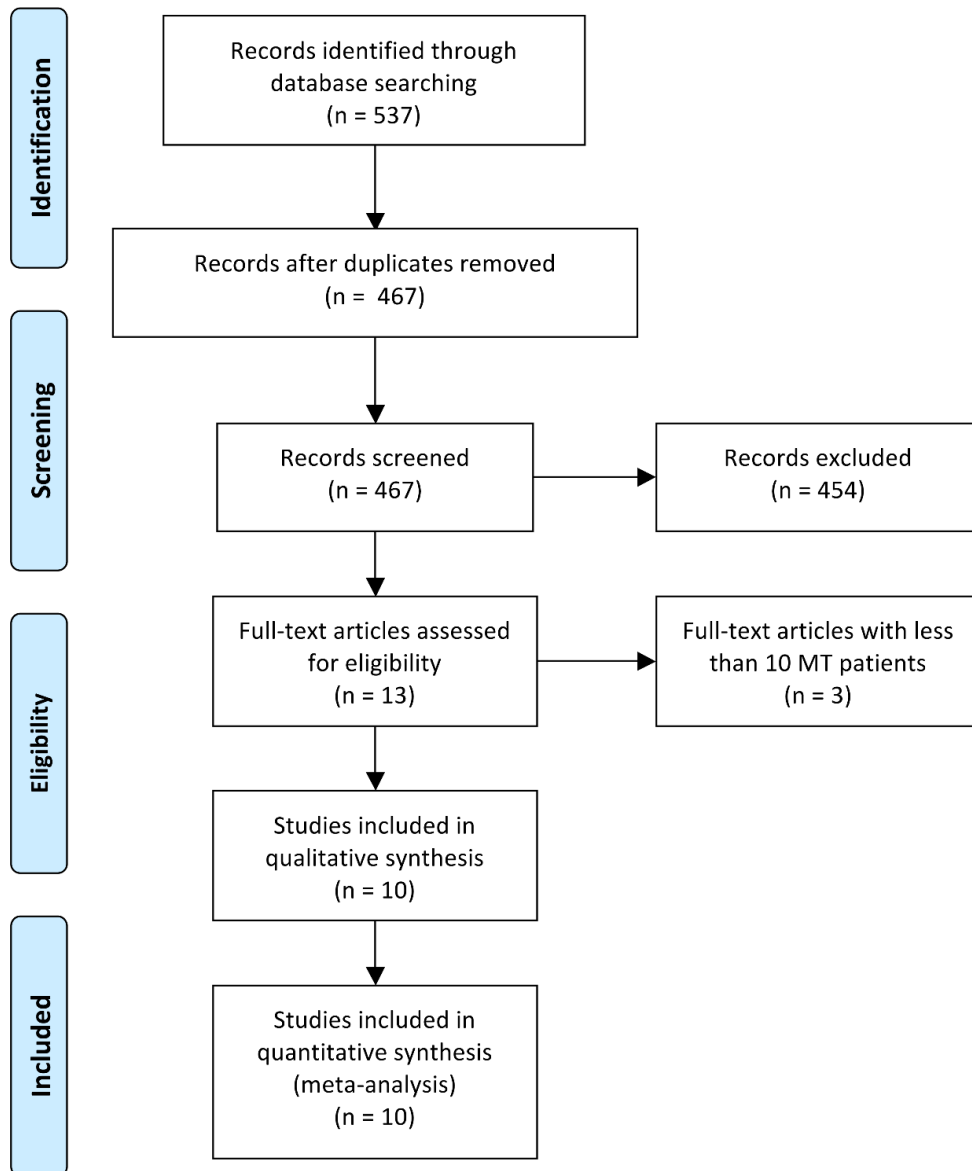 Identification
Records identified through
database searching
(n = 537)
Records after duplicates removed
(n = 467)
Screening
Records screened
(n = 467)
Records excluded
(n = 454)
Eligibility
Full-text articles assessed
for eligibility
(n = 13)
Full-text articles with less
than 10 MT patients
(n = 3)
Studies included in
qualitative synthesis
(n = 10)
Included
Studies included in
quantitative synthesis
(meta-analysis)
(n = 10)